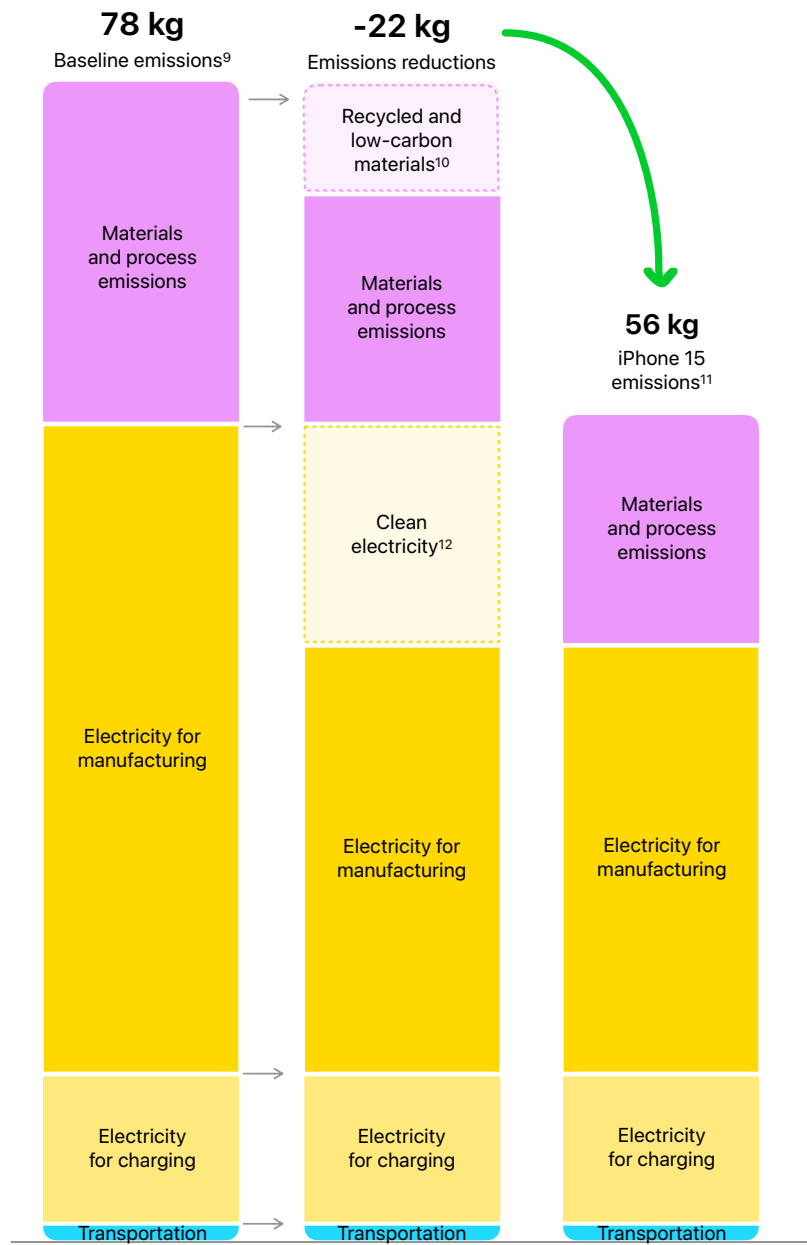 78 kg
Baseline emissions⁹
Materials
and process
emissions
Electricity for
manufacturing
Electricity
for charging
Transportation
-22 kg
Emissions reductions
Recycled and
low-carbon
materials¹⁰
Materials
and process
emissions
Clean
electricity¹²
Electricity for
manufacturing
Electricity
for charging
Transportation
56 kg
iPhone 15
emissions¹¹
Materials
and process
emissions
Electricity for
manufacturing
Electricity
for charging
Transportation